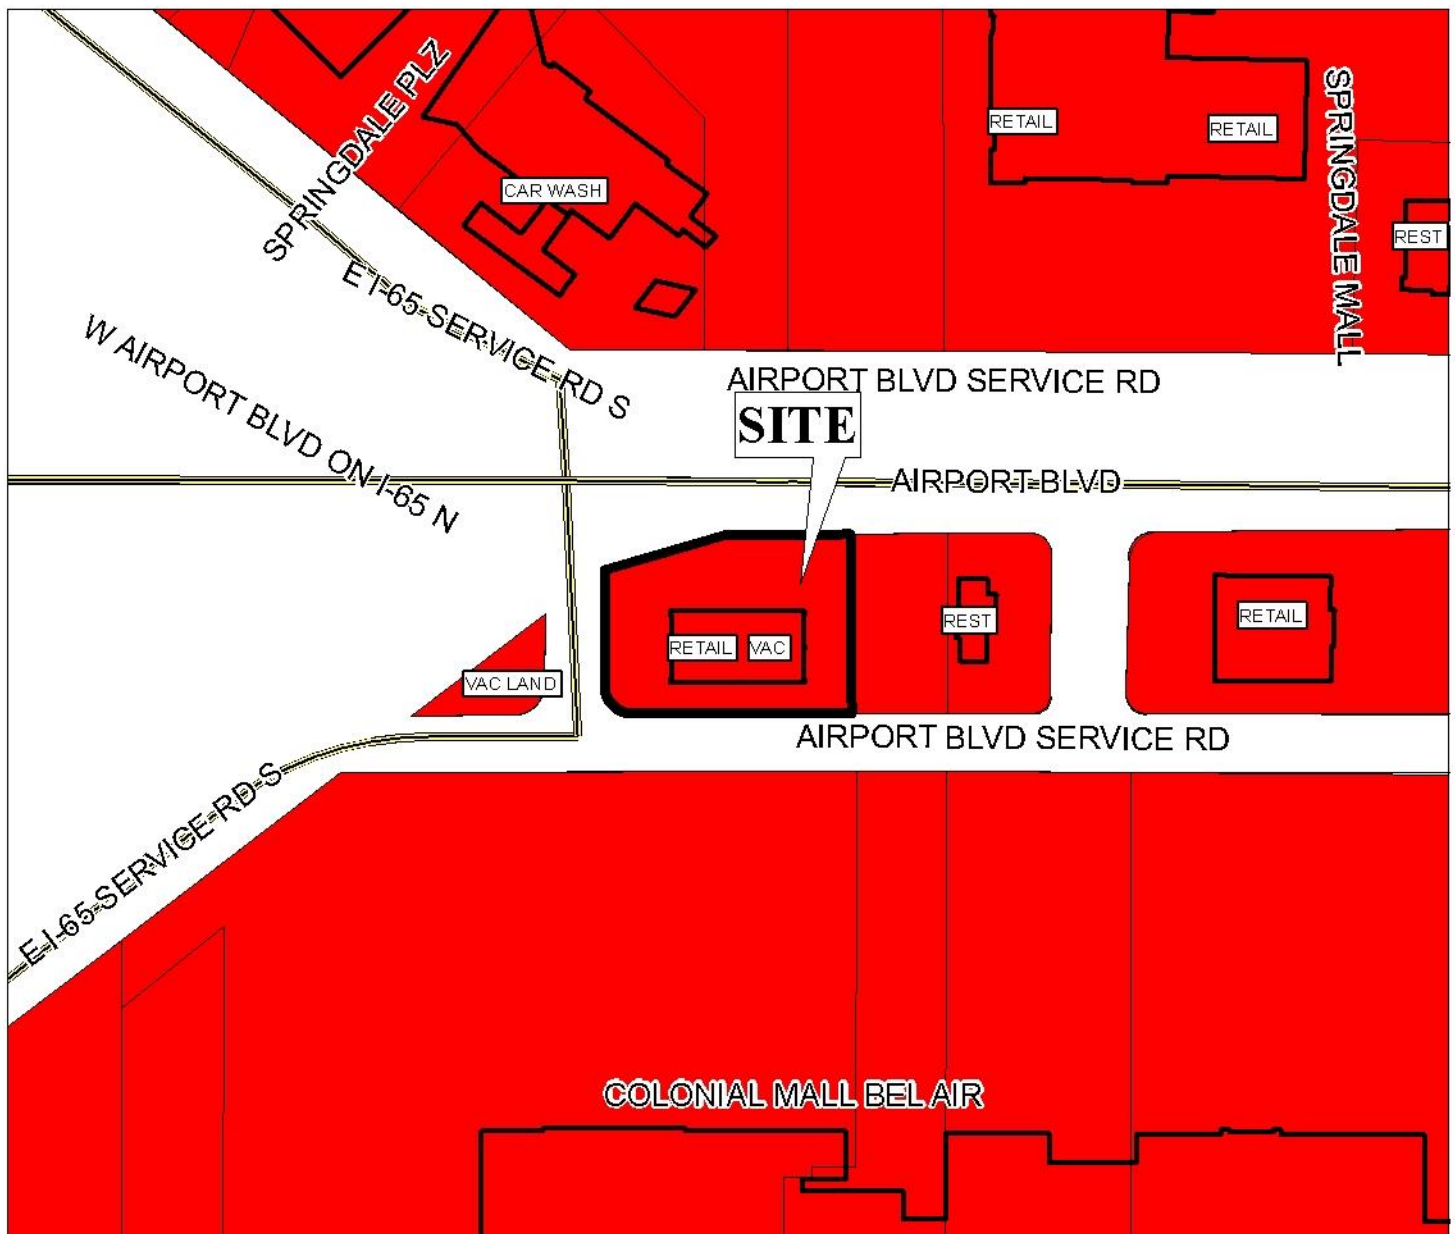 SPRINGDALE PLZ
RETAIL
RETAIL
SPRINGDALE MALL
CAR WASH
REST
E I-65 SERVICE RD S
W AIRPORT BLVD ON I-65 N
AIRPORT BLVD SERVICE RD
SITE
AIRPORT BLVD
RETAIL
VAC
REST
RETAIL
VAC LAND
AIRPORT BLVD SERVICE RD
E I-65 SERVICE RD S
COLONIAL MALL BEL AIR